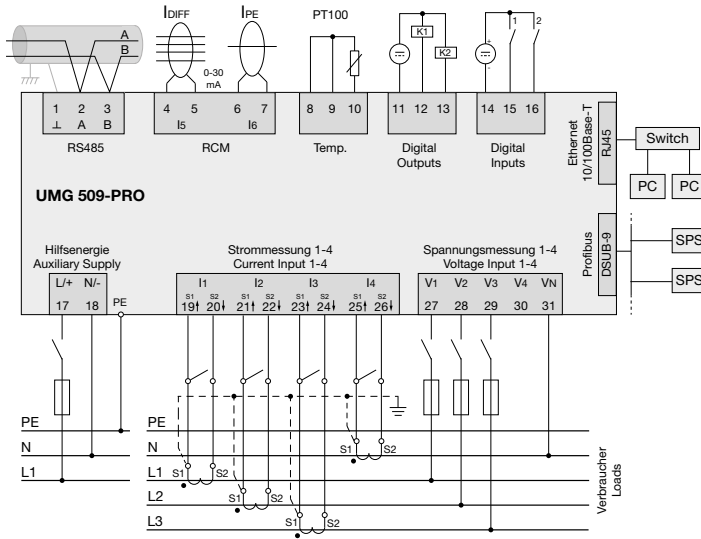 IDIFF IPE PT100
A
B
0-30
mA
K1
K2
1 2
+
-
1 2 3 4 5 6 7 8 9 10 11 12 13 14 15 16
⊥ A B I5 I6
RS485 RCM Temp. Digital
Outputs
Digital
Inputs
Ethernet
10/100Base-T
RJ45
Switch
PC PC
UMG 509-PRO
Profibus
DSUB-9
SPS
SPS
Hilfsenergie
Auxiliary Supply
Strommessung 1-4
Current Input 1-4
Spannungsmessung 1-4
Voltage Input 1-4
L/+ N/- I1 I2 I3 I4 V1 V2 V3 V4 VN
S1 S2 S1 S2 S1 S2 S1 S2
17 18 PE 19 20 21 22 23 24 25 26 27 28 29 30 31
PE PE
N N
S1 S2
L1 L1
S1 S2
L2
S1 S2
L3
S1 S2
Verbraucher
Loads